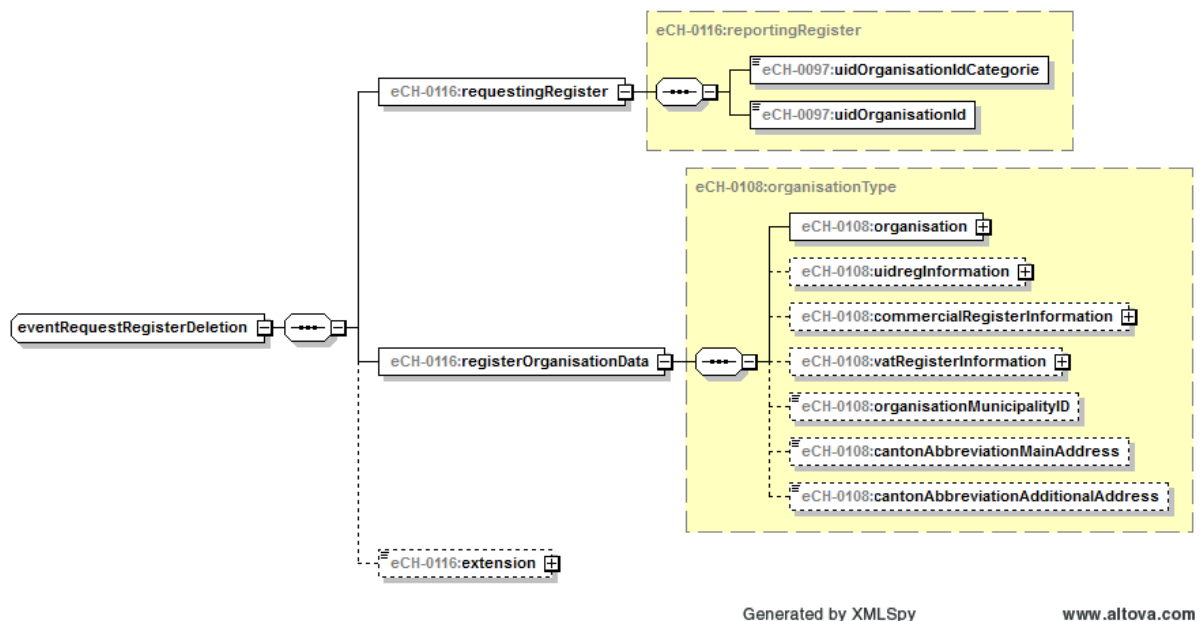 eCH-0116:reportingRegister
eCH-0097:uidOrganisationIdCategorie
eCH-0116:requestingRegister
eCH-0097:uidOrganisationId
eCH-0108:organisationType
eCH-0108:organisation
eCH-0108:uidregInformation
eCH-0108:commercialRegisterInformation
eventRequestRegisterDeletion
eCH-0116:registerOrganisationData
eCH-0108:vatRegisterInformation
eCH-0108:organisationMunicipalityID
eCH-0108:cantonAbbreviationMainAddress
eCH-0108:cantonAbbreviationAdditionalAddress
eCH-0116:extension
Generated by XMLSpy
www.altova.com